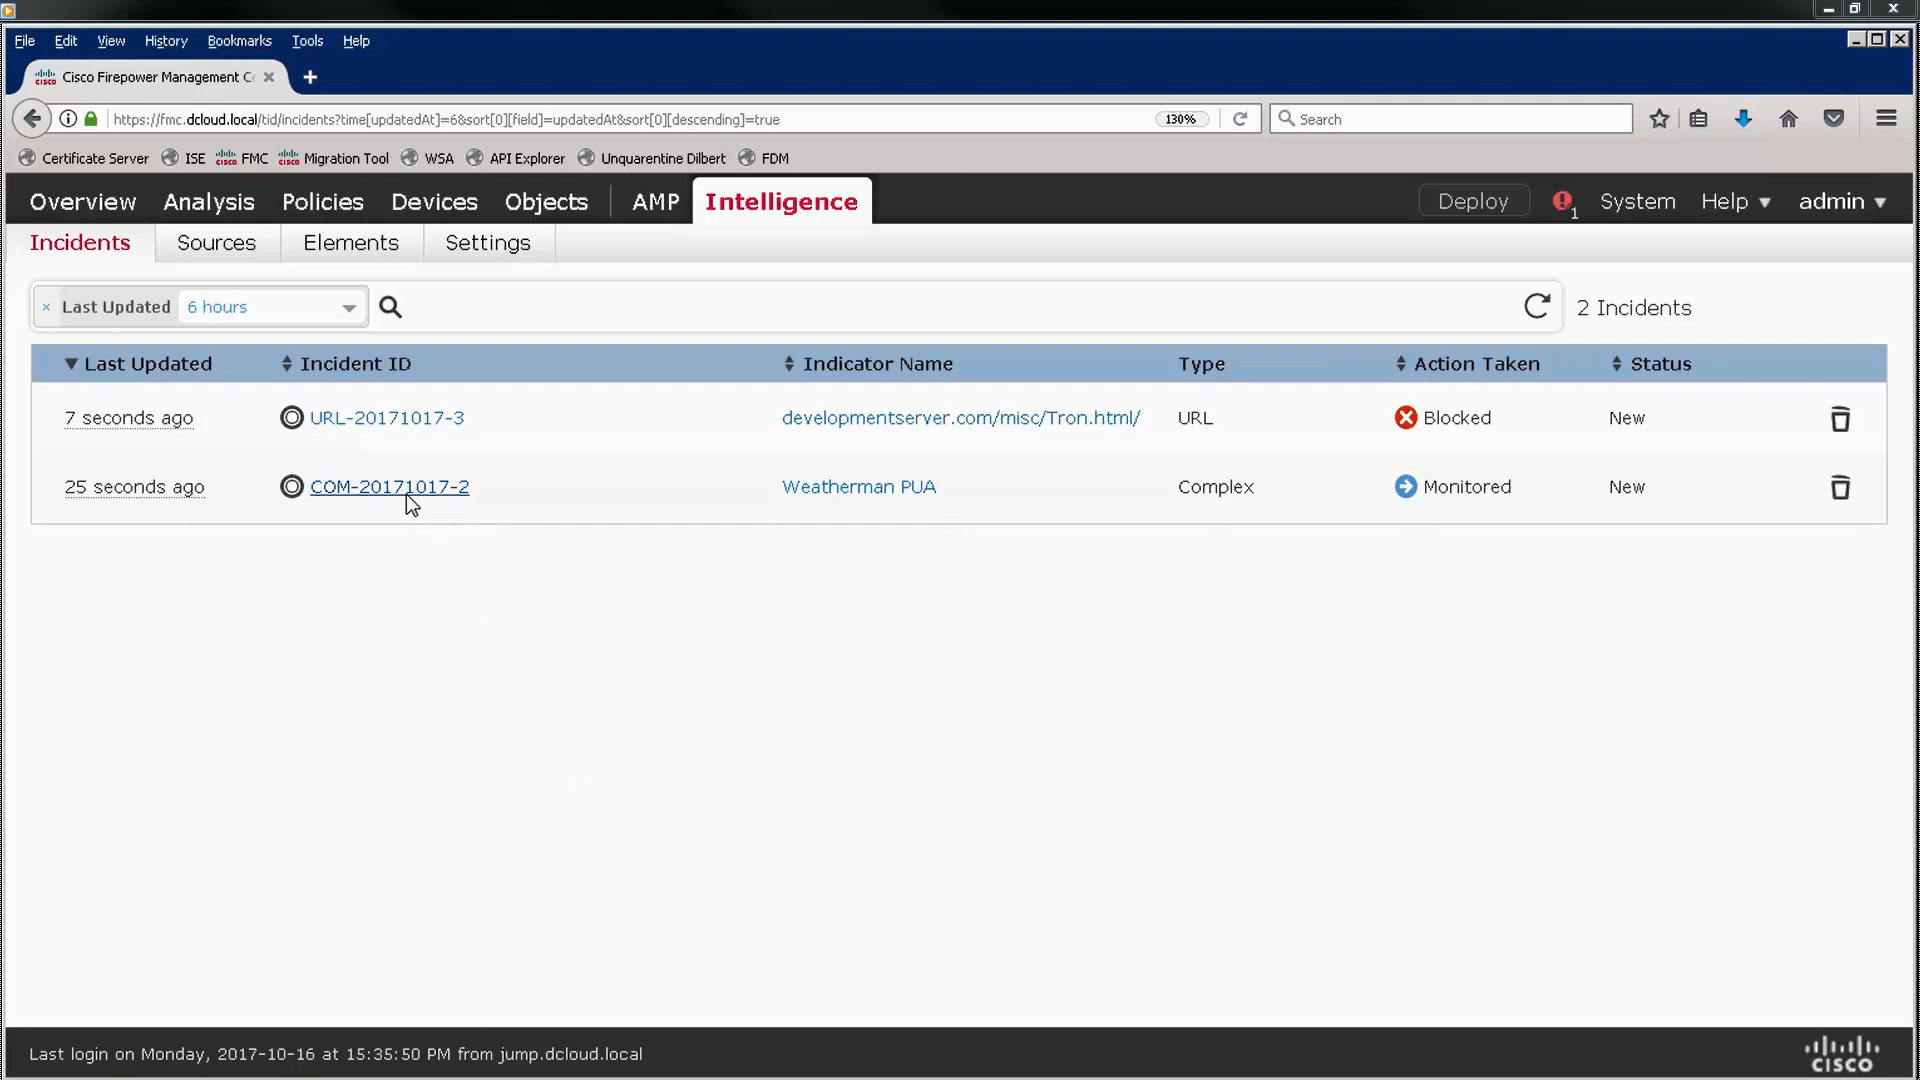 File Edit View History Bookmarks Tools Help
Cisco Firepower Management Ce
https://fmc.dcloud.local/tid/incidents?time[updatedAt]=6&sort[0][field]=updatedAt&sort[0][descending]=true 130% Search
Certificate Server ISE FMC Migration Tool WSA API Explorer Unquarentine Dilbert FDM
Overview Analysis Policies Devices Objects AMP Intelligence Deploy 1 System Help admin
Incidents Sources Elements Settings
Last Updated 6 hours 2 Incidents
Last Updated Incident ID Indicator Name Type Action Taken Status
7 seconds ago URL-20171017-3 developmentserver.com/misc/Tron.html/ URL Blocked New
25 seconds ago COM-20171017-2 Weatherman PUA Complex Monitored New
Last login on Monday, 2017-10-16 at 15:35:50 PM from jump.dcloud.local
CISCO